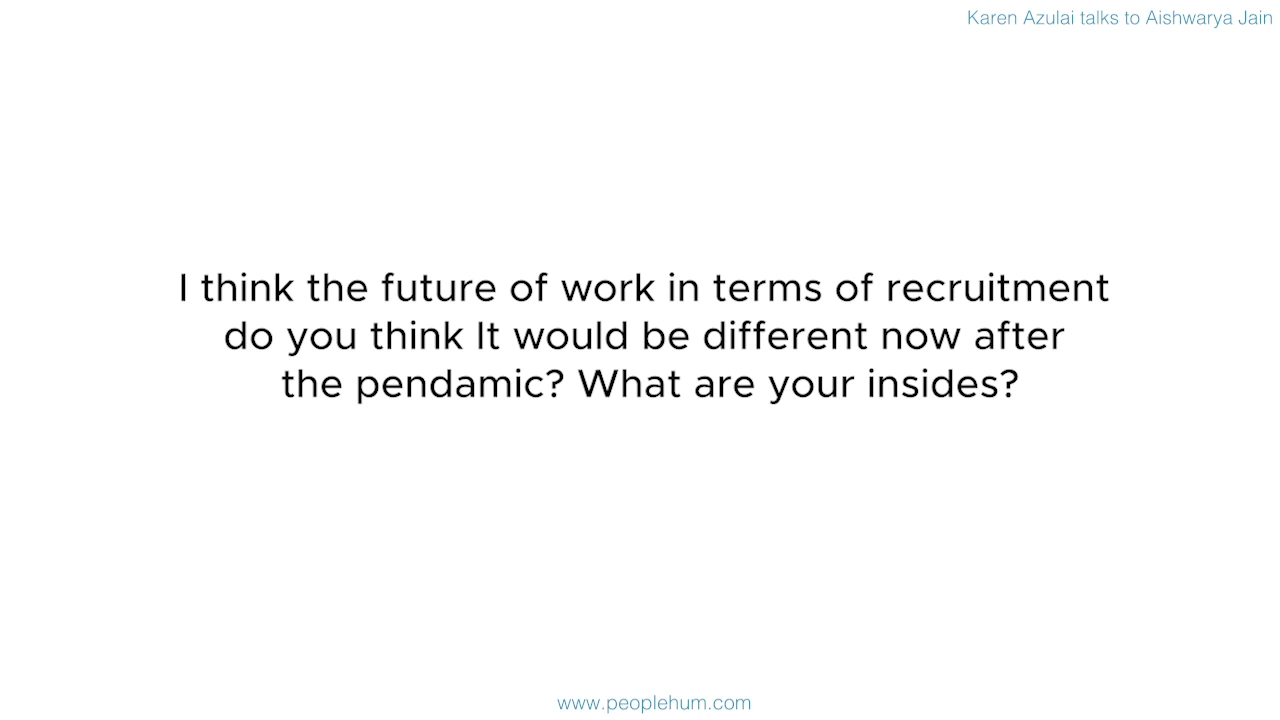 Karen Azulai talks to Aishwarya Jain
I think the future of work in terms of recruitment
do you think It would be different now after
the pendamic? What are your insides?
www.peoplehum.com